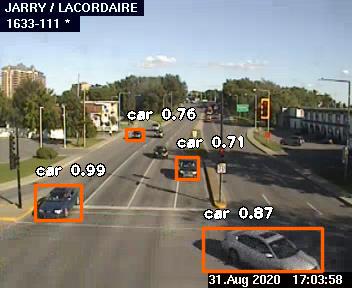 JARRY / LACORDAIRE
1633-111 *
car 0.76
car 0.71
car 0.99
car 0.87
31.Aug 2020 17:03:58